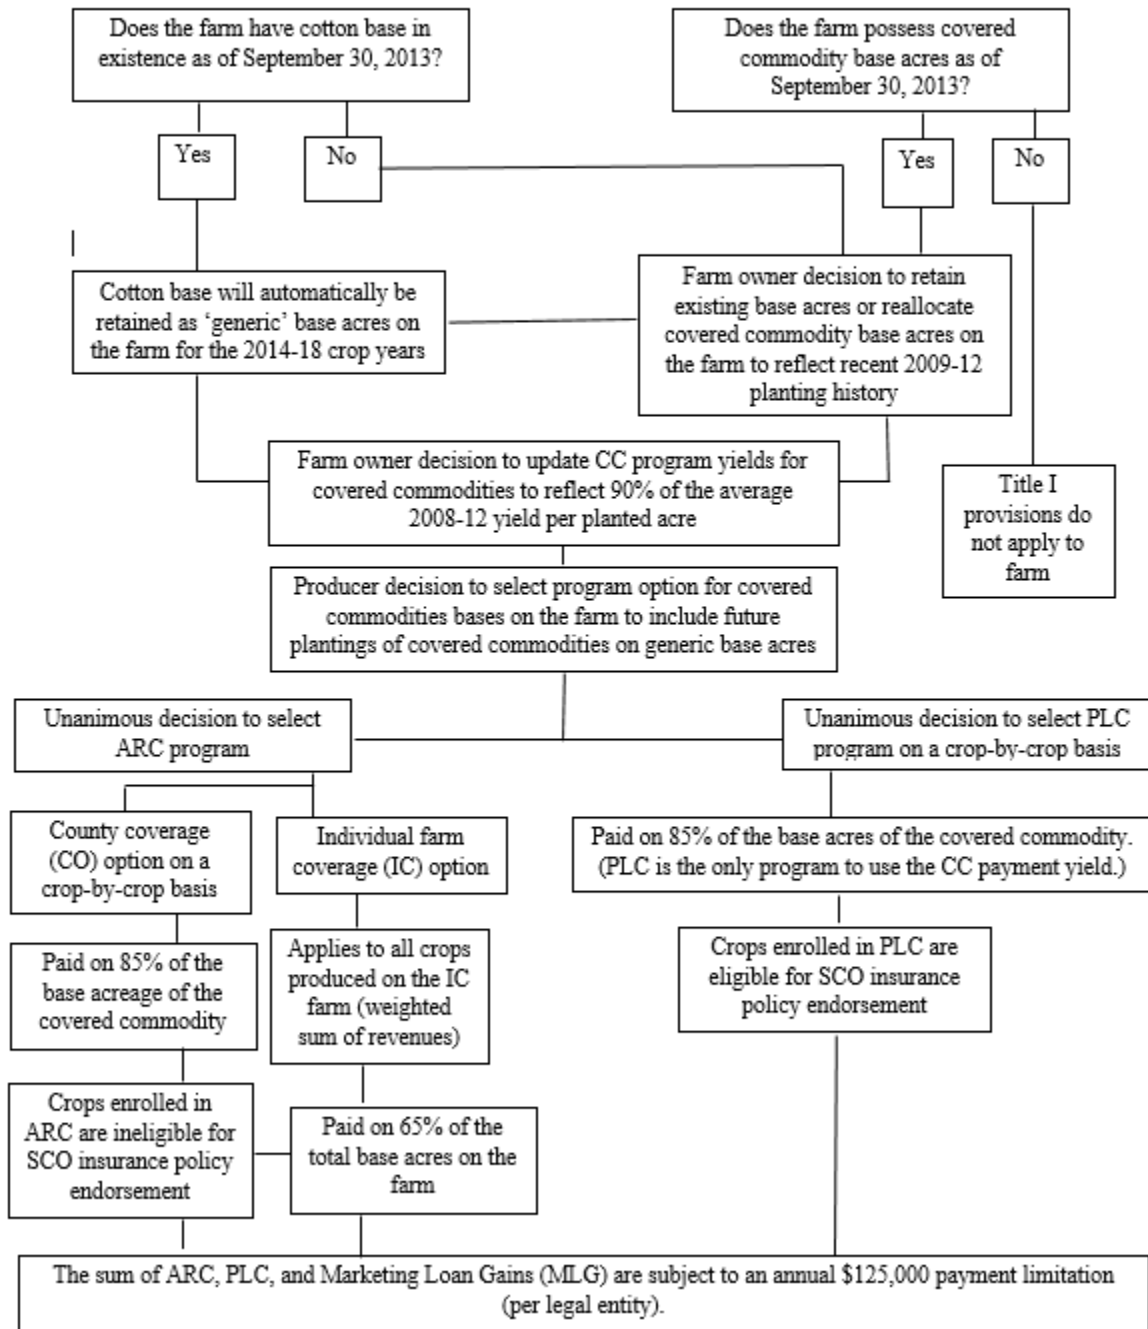 Does the farm have cotton base in
existence as of September 30, 2013?
Does the farm possess covered
commodity base acres as of
September 30, 2013?
Yes
No
Yes
No
Cotton base will automatically be
retained as ‘generic’ base acres on
the farm for the 2014-18 crop years
Farm owner decision to retain
existing base acres or reallocate
covered commodity base acres on
the farm to reflect recent 2009-12
planting history
Farm owner decision to update CC program yields for
covered commodities to reflect 90% of the average
2008-12 yield per planted acre
Title I
provisions do
not apply to
farm
Producer decision to select program option for covered
commodities bases on the farm to include future
plantings of covered commodities on generic base acres
Unanimous decision to select
ARC program
Unanimous decision to select PLC
program on a crop-by-crop basis
County coverage
(CO) option on a
crop-by-crop basis
Individual farm
coverage (IC) option
Paid on 85% of the base acres of the covered commodity.
(PLC is the only program to use the CC payment yield.)
Paid on 85% of the
base acreage of the
covered commodity
Applies to all crops
produced on the IC
farm (weighted
sum of revenues)
Crops enrolled in PLC are
eligible for SCO insurance
policy endorsement
Crops enrolled in
ARC are ineligible for
SCO insurance policy
endorsement
Paid on 65% of the
total base acres on the
farm
The sum of ARC, PLC, and Marketing Loan Gains (MLG) are subject to an annual $125,000 payment limitation
(per legal entity).